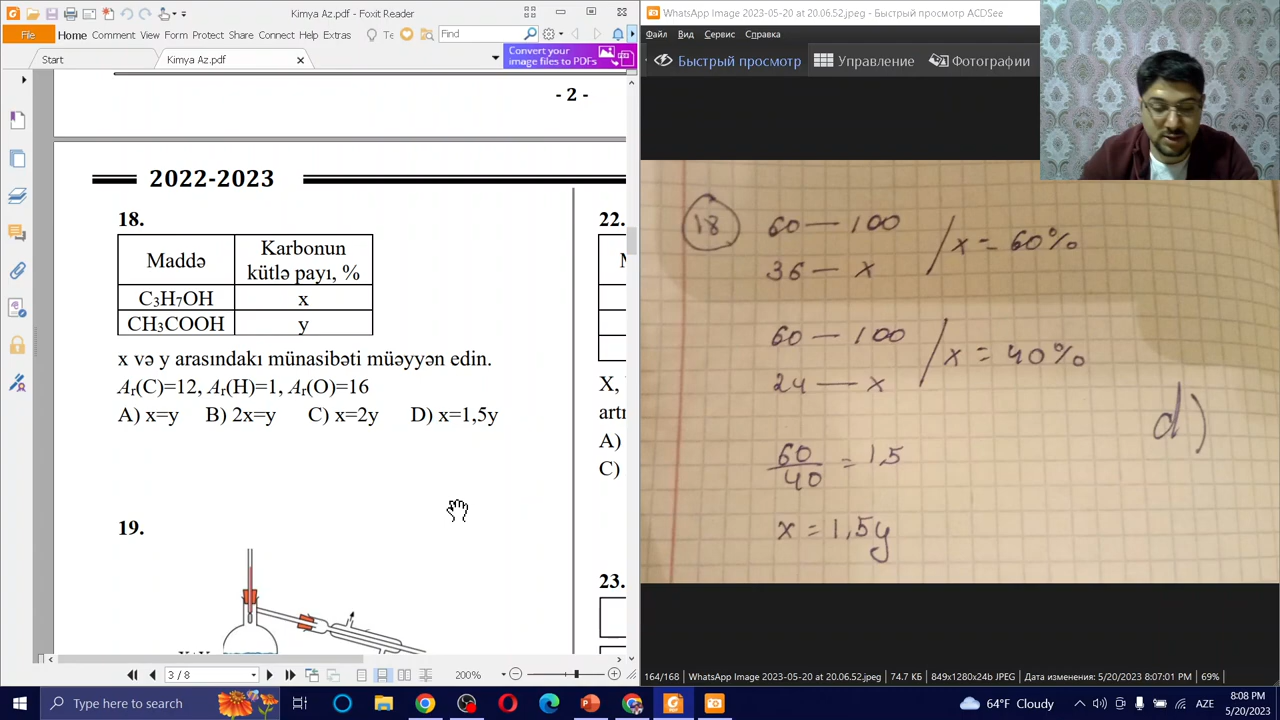 Kimya Az.pdf - Foxit Reader
File Home Comment View Form Protect Share Connect Help Extras Te Find
Start Kimya Az.pdf
Convert your
image files to PDFs
- 2 -
2022-2023
18.
Maddə Karbonun kütlə payı, %
C₃H₇OH x
CH₃COOH y
x və y arasındakı münasibəti müəyyən edin.
Aᵣ(C)=12, Aᵣ(H)=1, Aᵣ(O)=16
A) x=y B) 2x=y C) x=2y D) x=1,5y
19.
22.
M
X,
artı
A)
C)
23.
3 / 8
200%
WhatsApp Image 2023-05-20 at 20.06.52.jpeg - Быстрый просмотр ACDSee
Файл Вид Сервис Справка
Быстрый просмотр Управление Фотографии
18 60 — 100
36 — x / x = 60%
60 — 100
24 — x / x = 40%
60/40 = 1,5
x = 1,5y
d)
164/168 WhatsApp Image 2023-05-20 at 20.06.52.jpeg 74.7 КБ 849x1280x24b JPEG Дата изменения: 5/20/2023 8:07:01 PM 69%
Type here to search
64°F Cloudy AZE 8:08 PM
5/20/2023